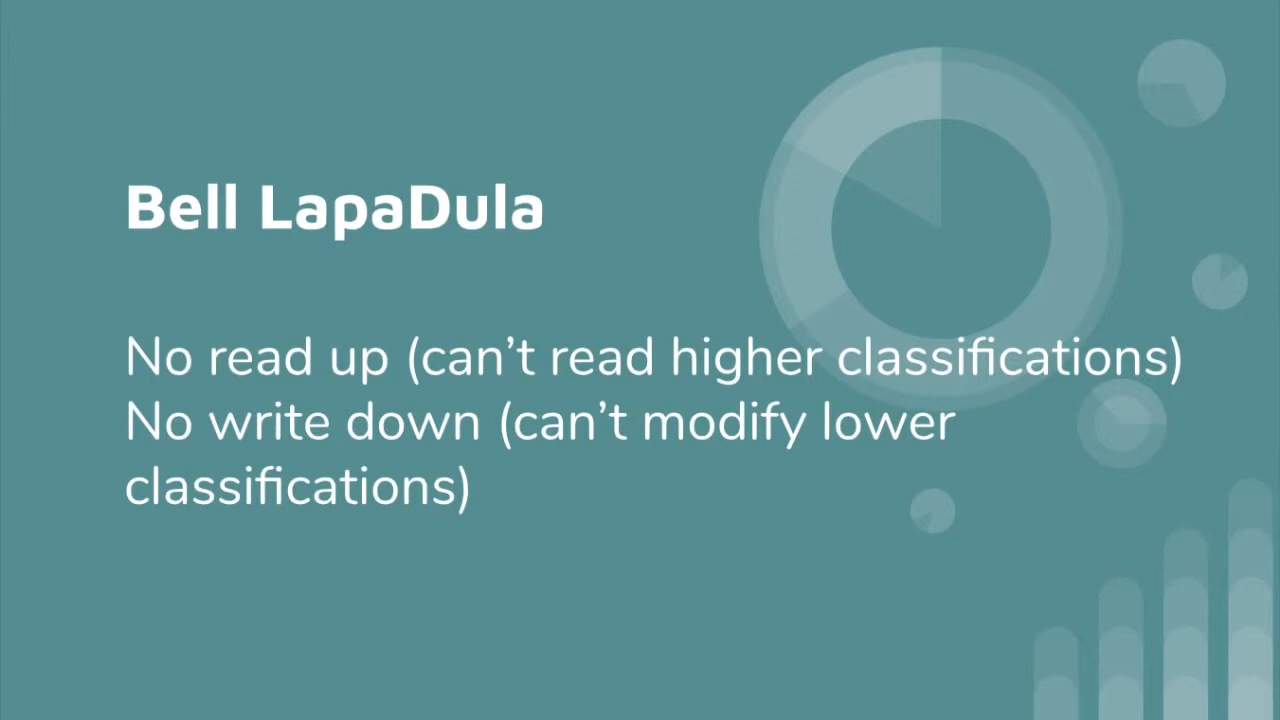 Bell LapaDula
No read up (can’t read higher classifications)
No write down (can’t modify lower
classifications)